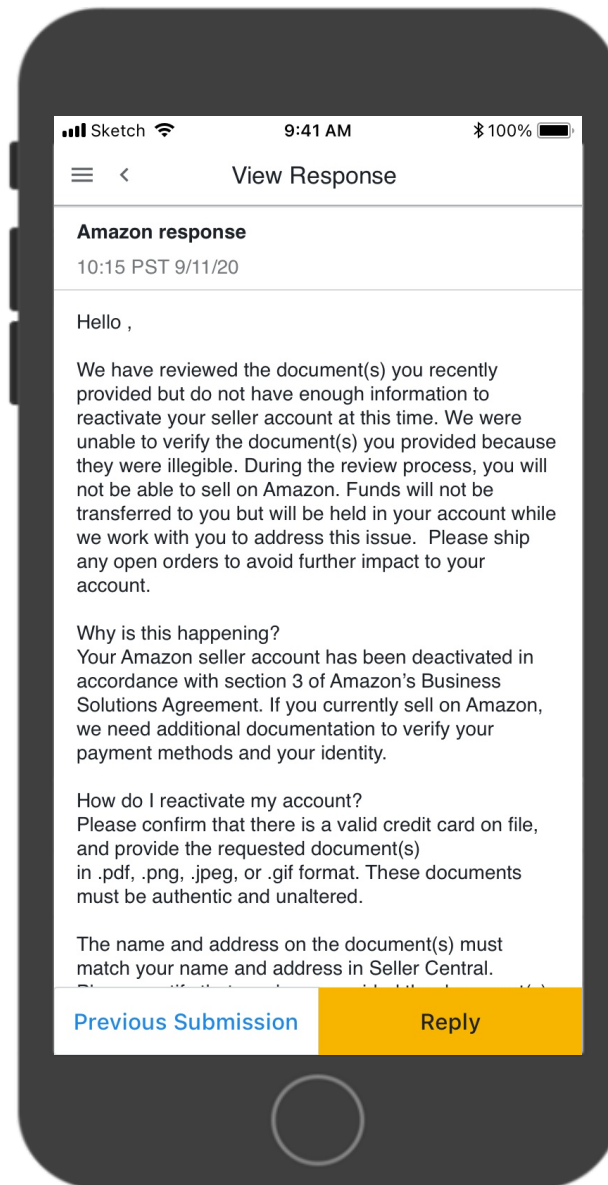 Sketch 9:41 AM 100%
View Response
Amazon response
10:15 PST 9/11/20
Hello ,
We have reviewed the document(s) you recently
provided but do not have enough information to
reactivate your seller account at this time. We were
unable to verify the document(s) you provided because
they were illegible. During the review process, you will
not be able to sell on Amazon. Funds will not be
transferred to you but will be held in your account while
we work with you to address this issue.  Please ship
any open orders to avoid further impact to your
account.
Why is this happening?
Your Amazon seller account has been deactivated in
accordance with section 3 of Amazon’s Business
Solutions Agreement. If you currently sell on Amazon,
we need additional documentation to verify your
payment methods and your identity.
How do I reactivate my account?
Please confirm that there is a valid credit card on file,
and provide the requested document(s)
in .pdf, .png, .jpeg, or .gif format. These documents
must be authentic and unaltered.
The name and address on the document(s) must
match your name and address in Seller Central.
Previous Submission
Reply